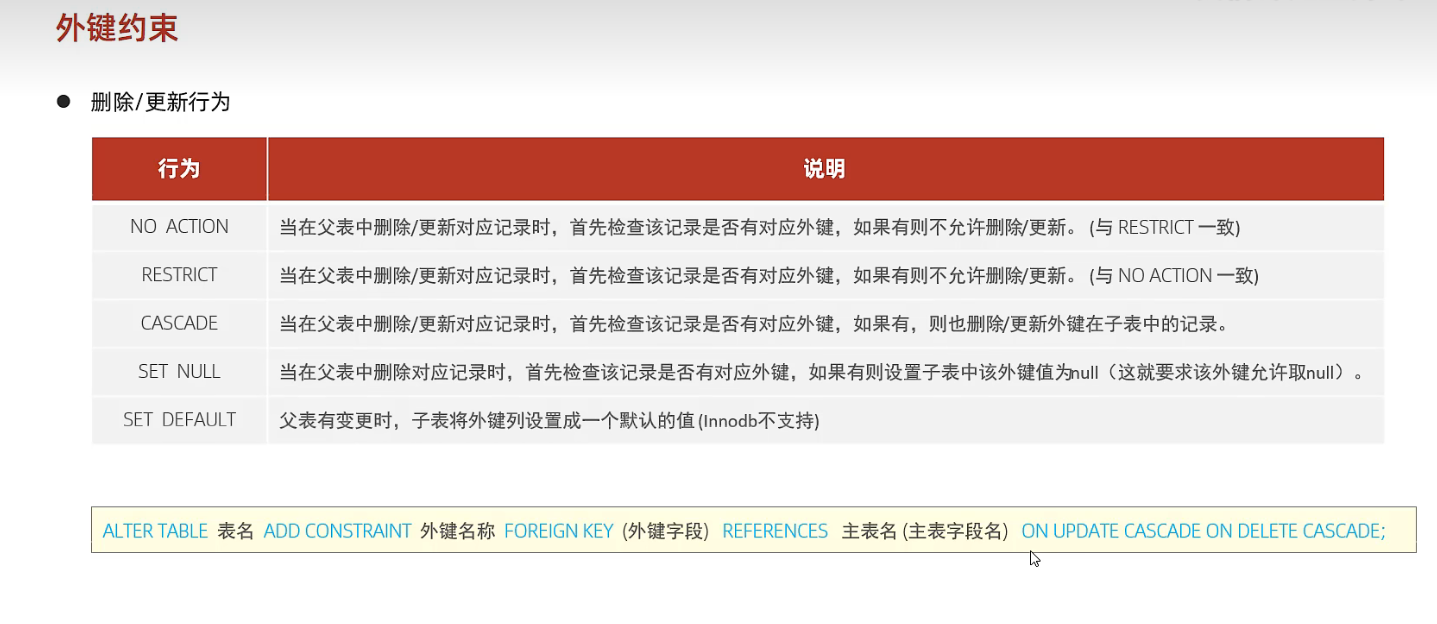 外键约束
● 删除/更新行为
行为 说明
NO ACTION 当在父表中删除/更新对应记录时，首先检查该记录是否有对应外键，如果有则不允许删除/更新。 (与 RESTRICT 一致)
RESTRICT 当在父表中删除/更新对应记录时，首先检查该记录是否有对应外键，如果有则不允许删除/更新。 (与 NO ACTION 一致)
CASCADE 当在父表中删除/更新对应记录时，首先检查该记录是否有对应外键，如果有，则也删除/更新外键在子表中的记录。
SET NULL 当在父表中删除对应记录时，首先检查该记录是否有对应外键，如果有则设置子表中该外键值为null（这就要求该外键允许取null）。
SET DEFAULT 父表有变更时，子表将外键列设置成一个默认的值 (Innodb不支持)
ALTER TABLE 表名 ADD CONSTRAINT 外键名称 FOREIGN KEY (外键字段) REFERENCES 主表名 (主表字段名) ON UPDATE CASCADE ON DELETE CASCADE;